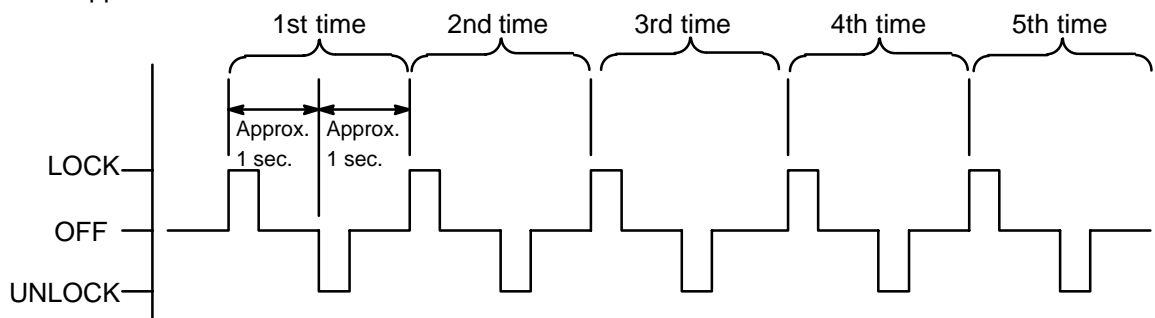 1st time 2nd time 3rd time 4th time 5th time
Approx. Approx.
1 sec. 1 sec.
LOCK
OFF
UNLOCK